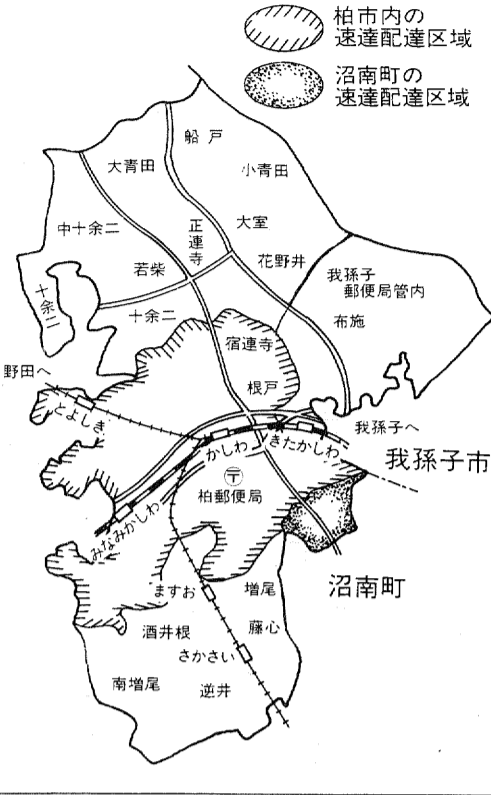 柏市内の
速達配達区域
沼南町の
速達配達区域
船戸
大青田
小青田
中十余二
正連寺
大室
若柴
花野井
我孫子
郵便局管内
十余二
十余二
布施
宿連寺
野田へ
とよしき
根戸
かしわ
きたかしわ
我孫子へ
我孫子市
〒
柏郵便局
みなみかしわ
沼南町
ますお
増尾
酒井根
藤心
さかさい
南増尾
逆井